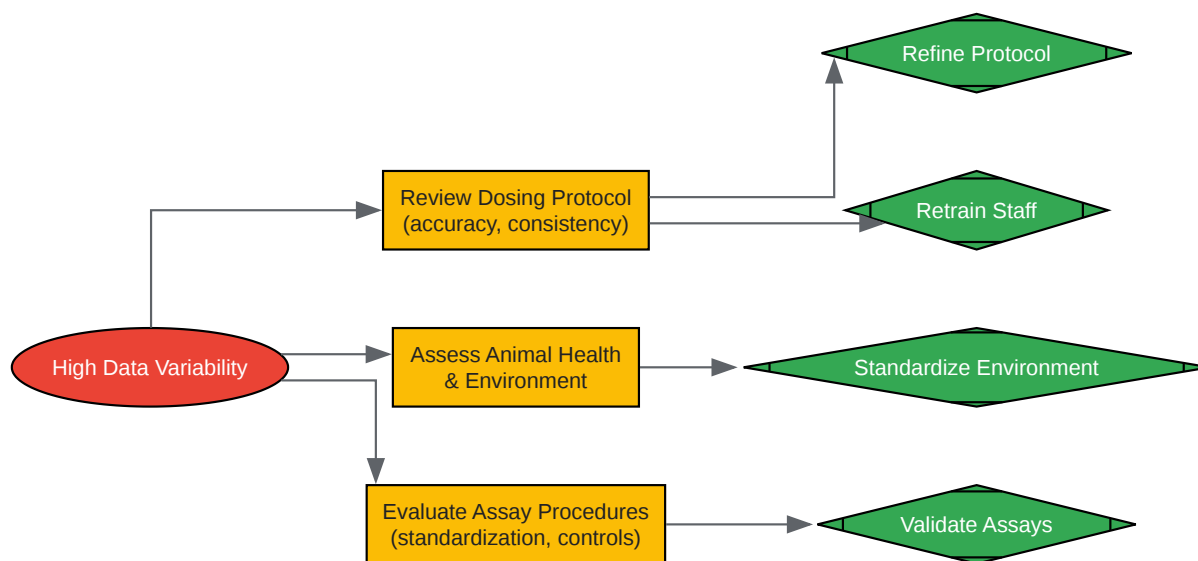 Refine Protocol
Review Dosing Protocol
(accuracy, consistency)
Retrain Staff
High Data Variability
Assess Animal Health
& Environment
Standardize Environment
Evaluate Assay Procedures
(standardization, controls)
Validate Assays